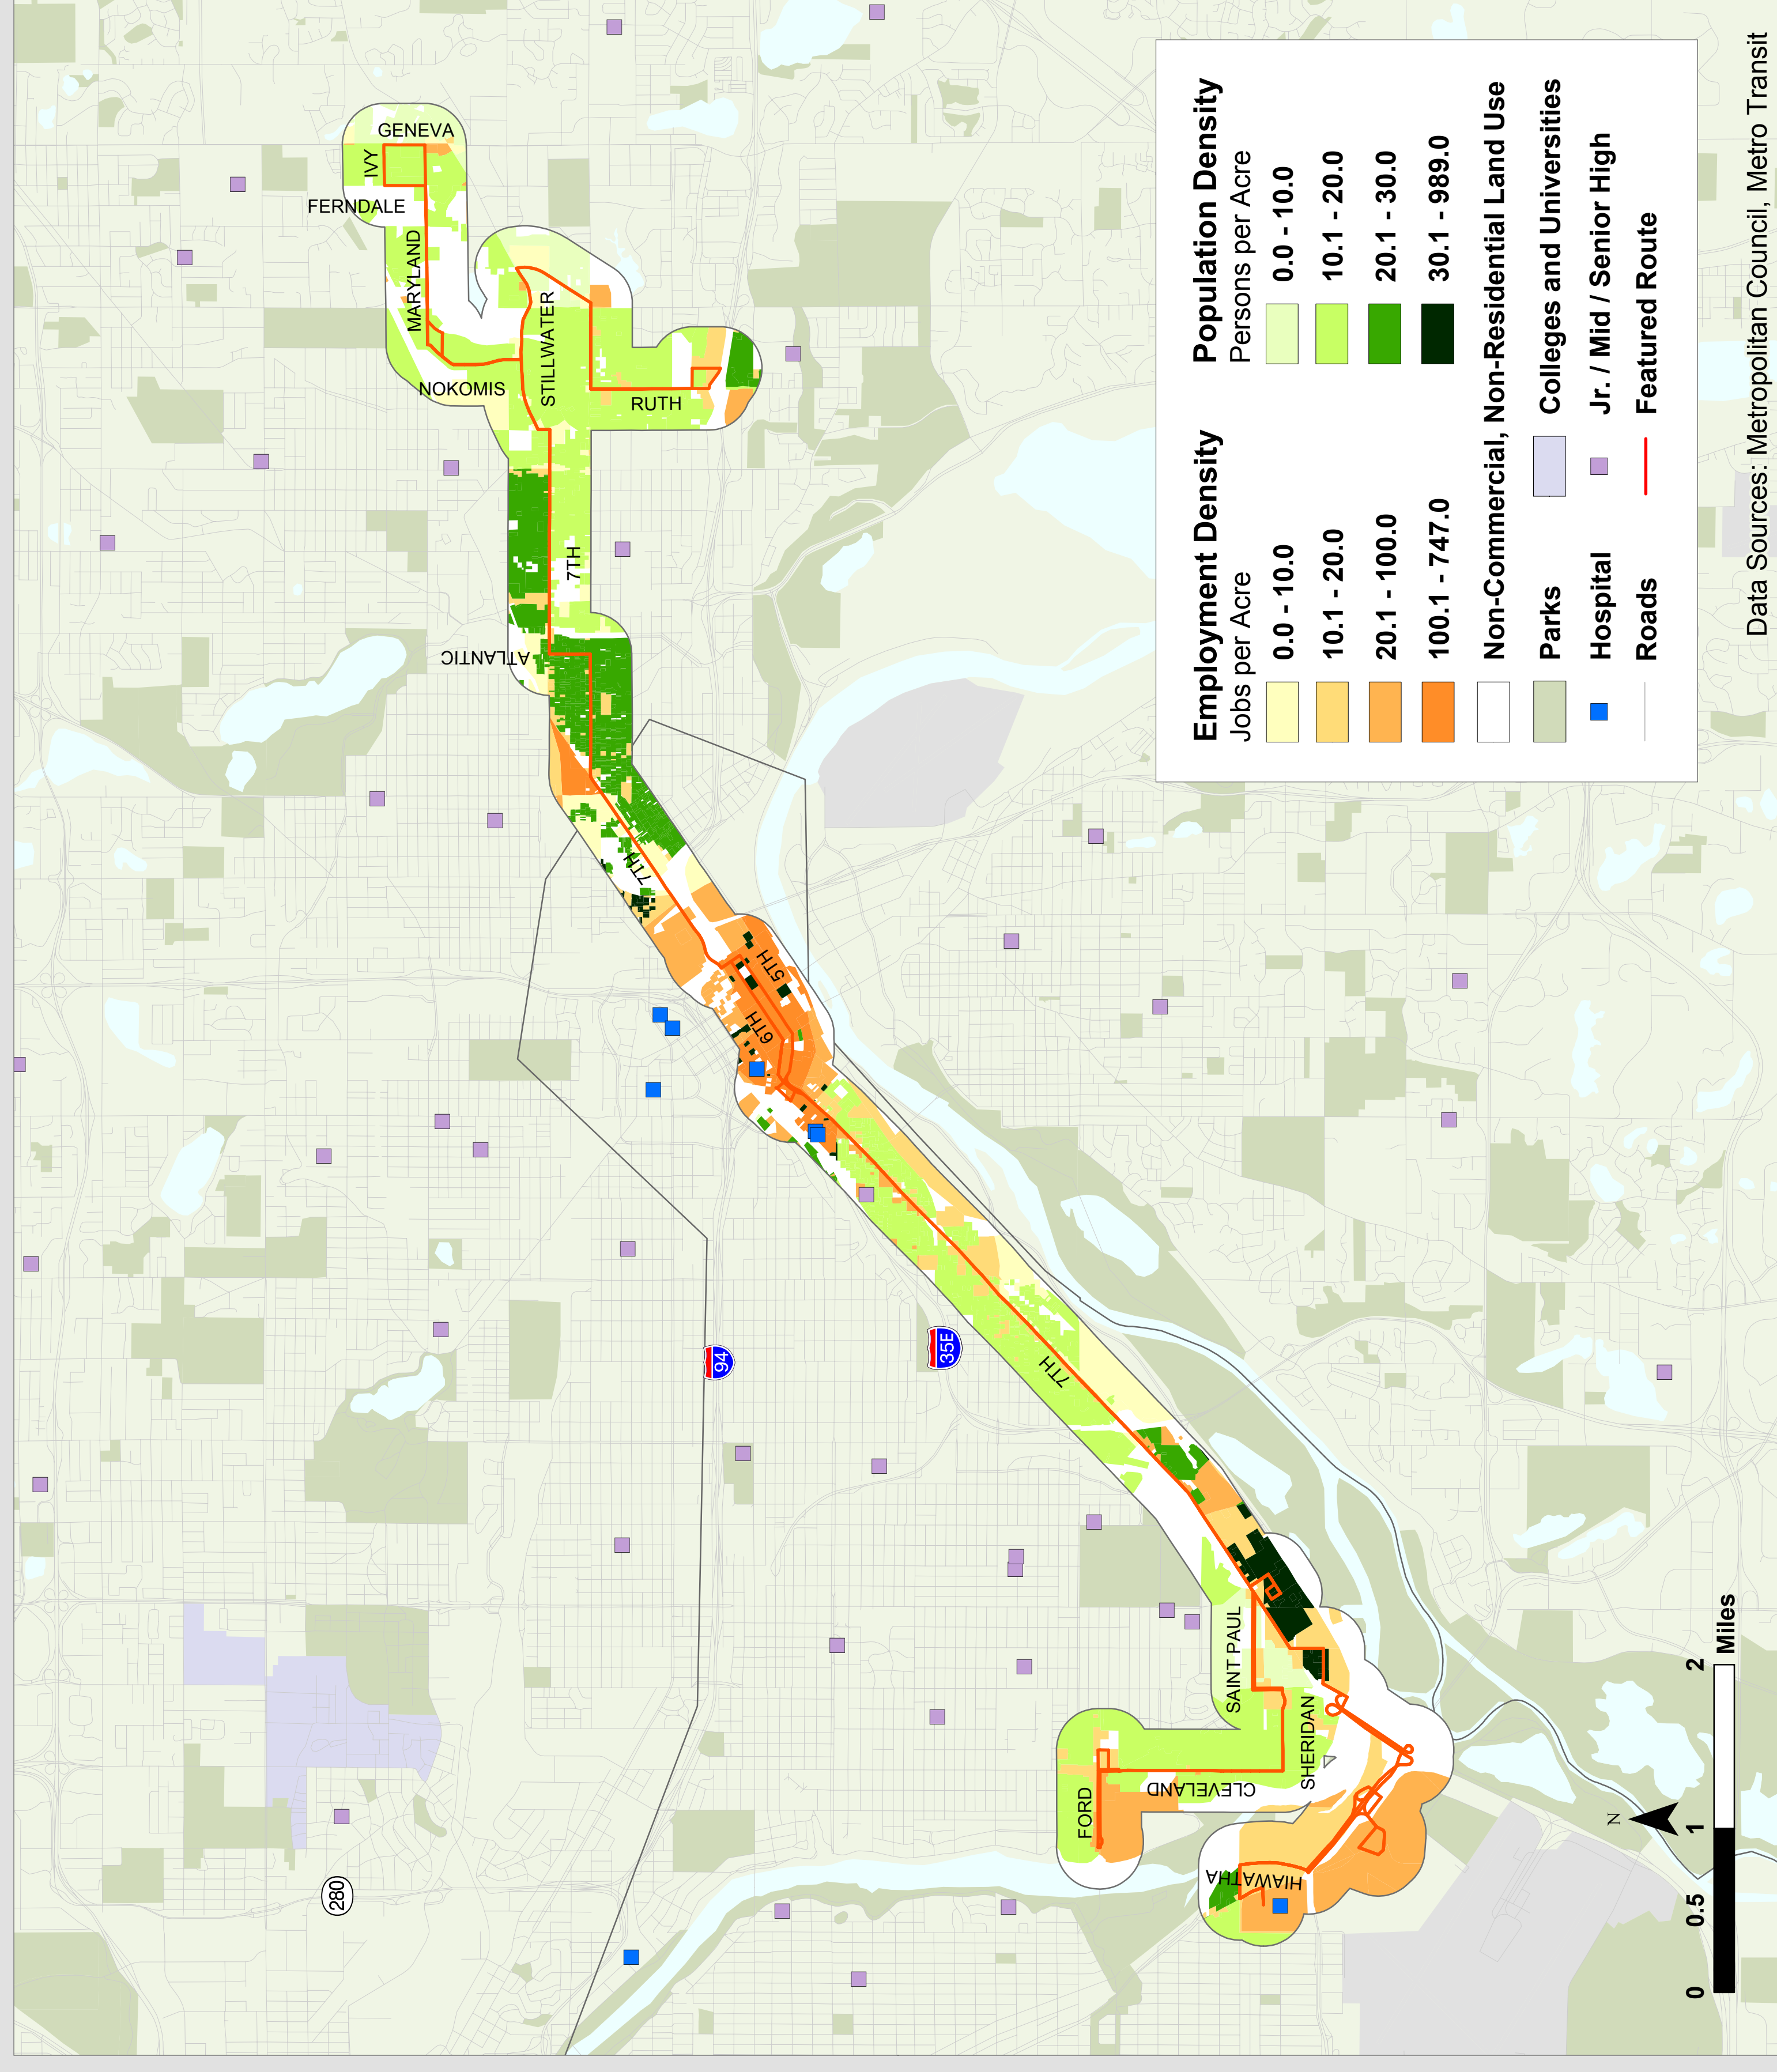 GENEVA
IVY
FERNDALE
MARYLAND
NOKOMIS
STILLWATER
RUTH
7TH
ATLANTIC
7TH
5TH
6TH
94
35E
7TH
280
SAINT PAUL
SHERIDAN
CLEVELAND
FORD
HIAWATHA
Employment Density
Jobs per Acre
0.0 - 10.0
10.1 - 20.0
20.1 - 100.0
100.1 - 747.0
Population Density
Persons per Acre
0.0 - 10.0
10.1 - 20.0
20.1 - 30.0
30.1 - 989.0
Non-Commercial, Non-Residential Land Use
Parks
Colleges and Universities
Hospital
Jr. / Mid / Senior High
Roads
Featured Route
N
0 0.5 1 2
Miles
Data Sources: Metropolitan Council, Metro Transit